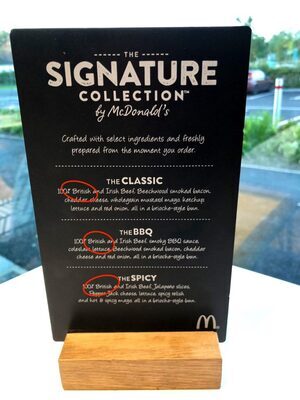 THE
SIGNATURE
COLLECTION™
by McDonald's
Crafted with select ingredients and freshly
prepared from the moment you order.
THE CLASSIC
100% British and Irish Beef, Beechwood smoked bacon,
cheddar cheese, wholegain mustard mayo, ketchup,
lettuce and red onion, all in a brioche-style bun.
THE BBQ
100% British and Irish Beef, smoky BBQ sauce,
coleslaw, lettuce, Beechwood smoked bacon, cheddar
cheese and red onion, all in a brioche-style bun.
THE SPICY
100% British and Irish Beef, Jalapeno slices,
Pepper Jack cheese, lettuce, spicy relish
and hot & spicy mayo, all in a brioche-style bun.